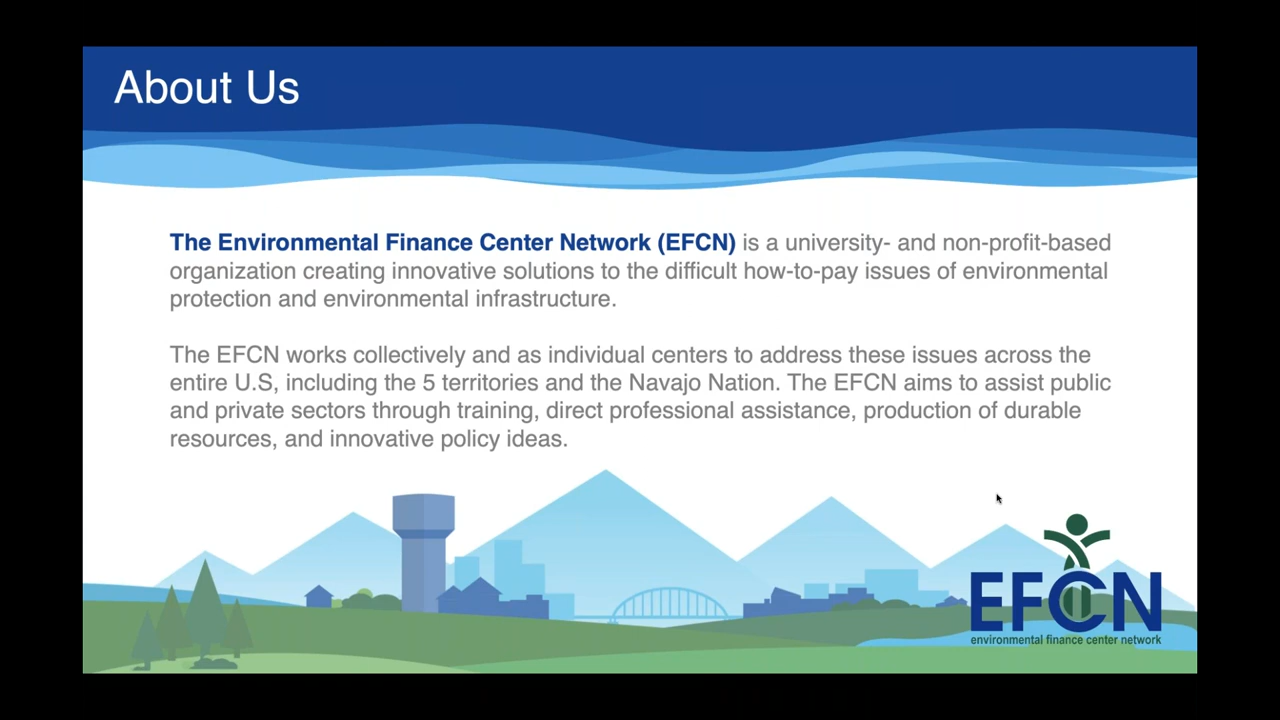 About Us
The Environmental Finance Center Network (EFCN) is a university- and non-profit-based
organization creating innovative solutions to the difficult how-to-pay issues of environmental
protection and environmental infrastructure.
The EFCN works collectively and as individual centers to address these issues across the
entire U.S, including the 5 territories and the Navajo Nation. The EFCN aims to assist public
and private sectors through training, direct professional assistance, production of durable
resources, and innovative policy ideas.
EFCN
environmental finance center network